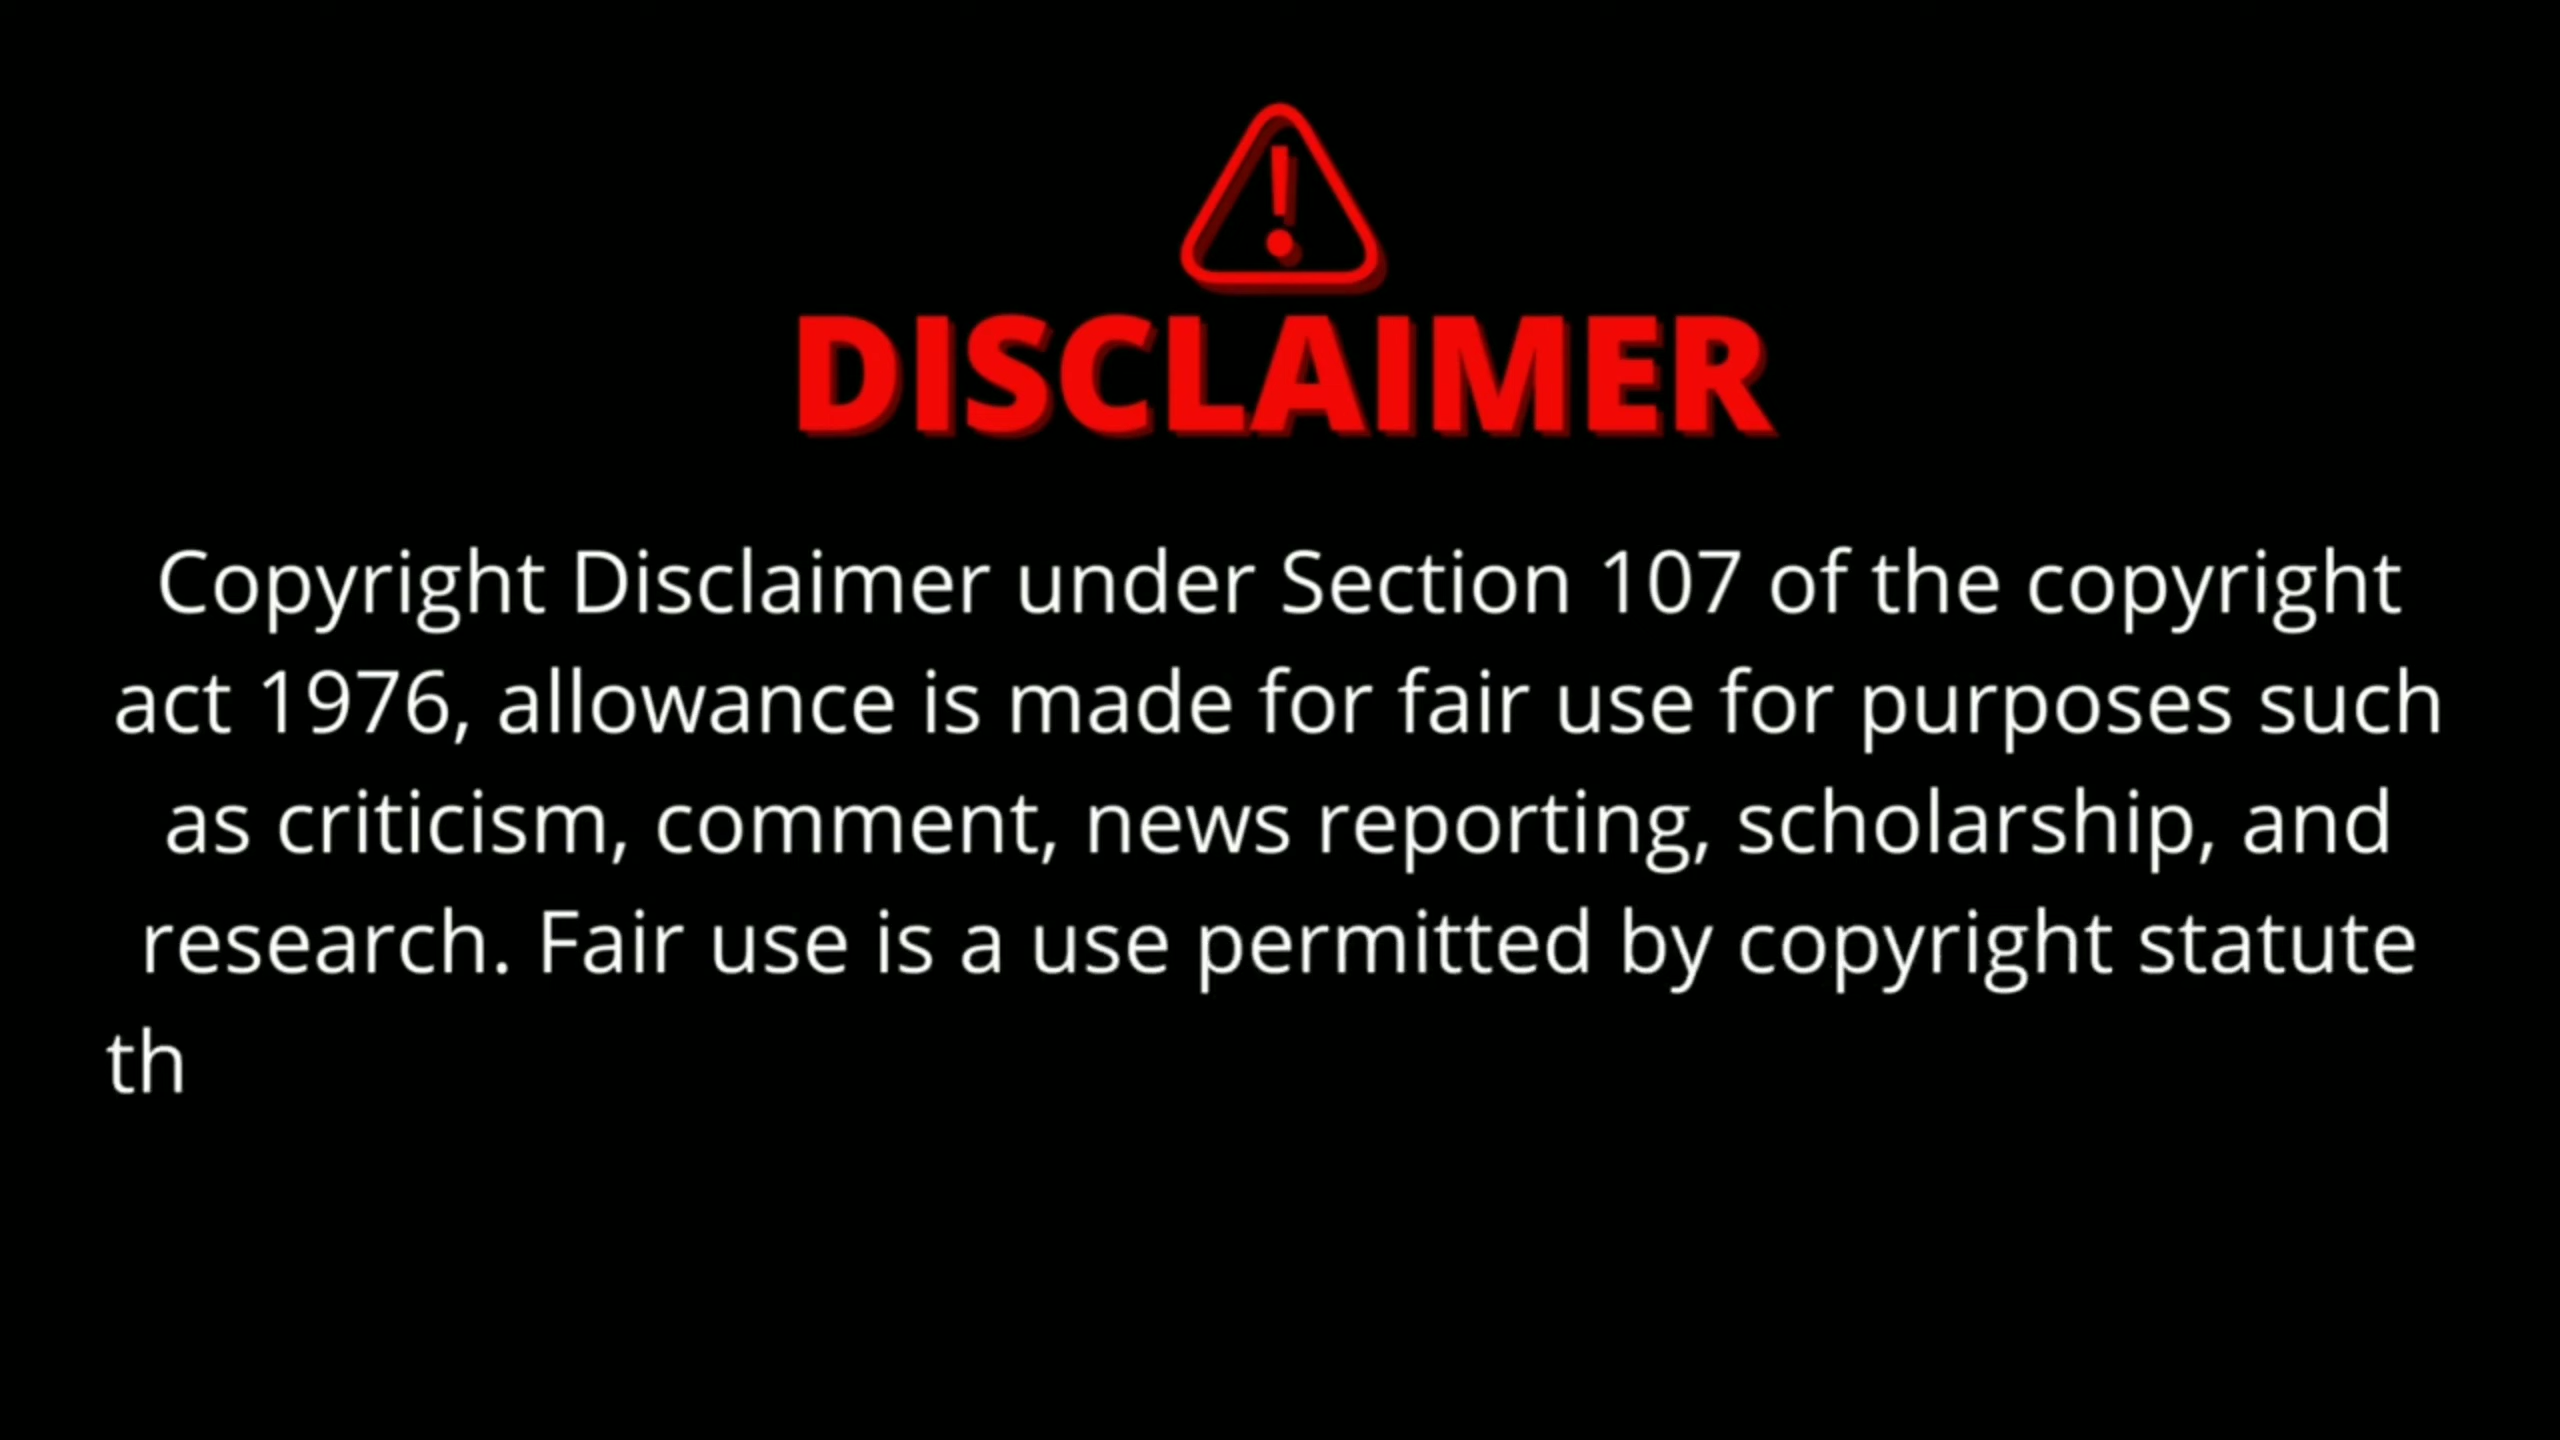 DISCLAIMER
Copyright Disclaimer under Section 107 of the copyright
act 1976, allowance is made for fair use for purposes such
as criticism, comment, news reporting, scholarship, and
research. Fair use is a use permitted by copyright statute
th